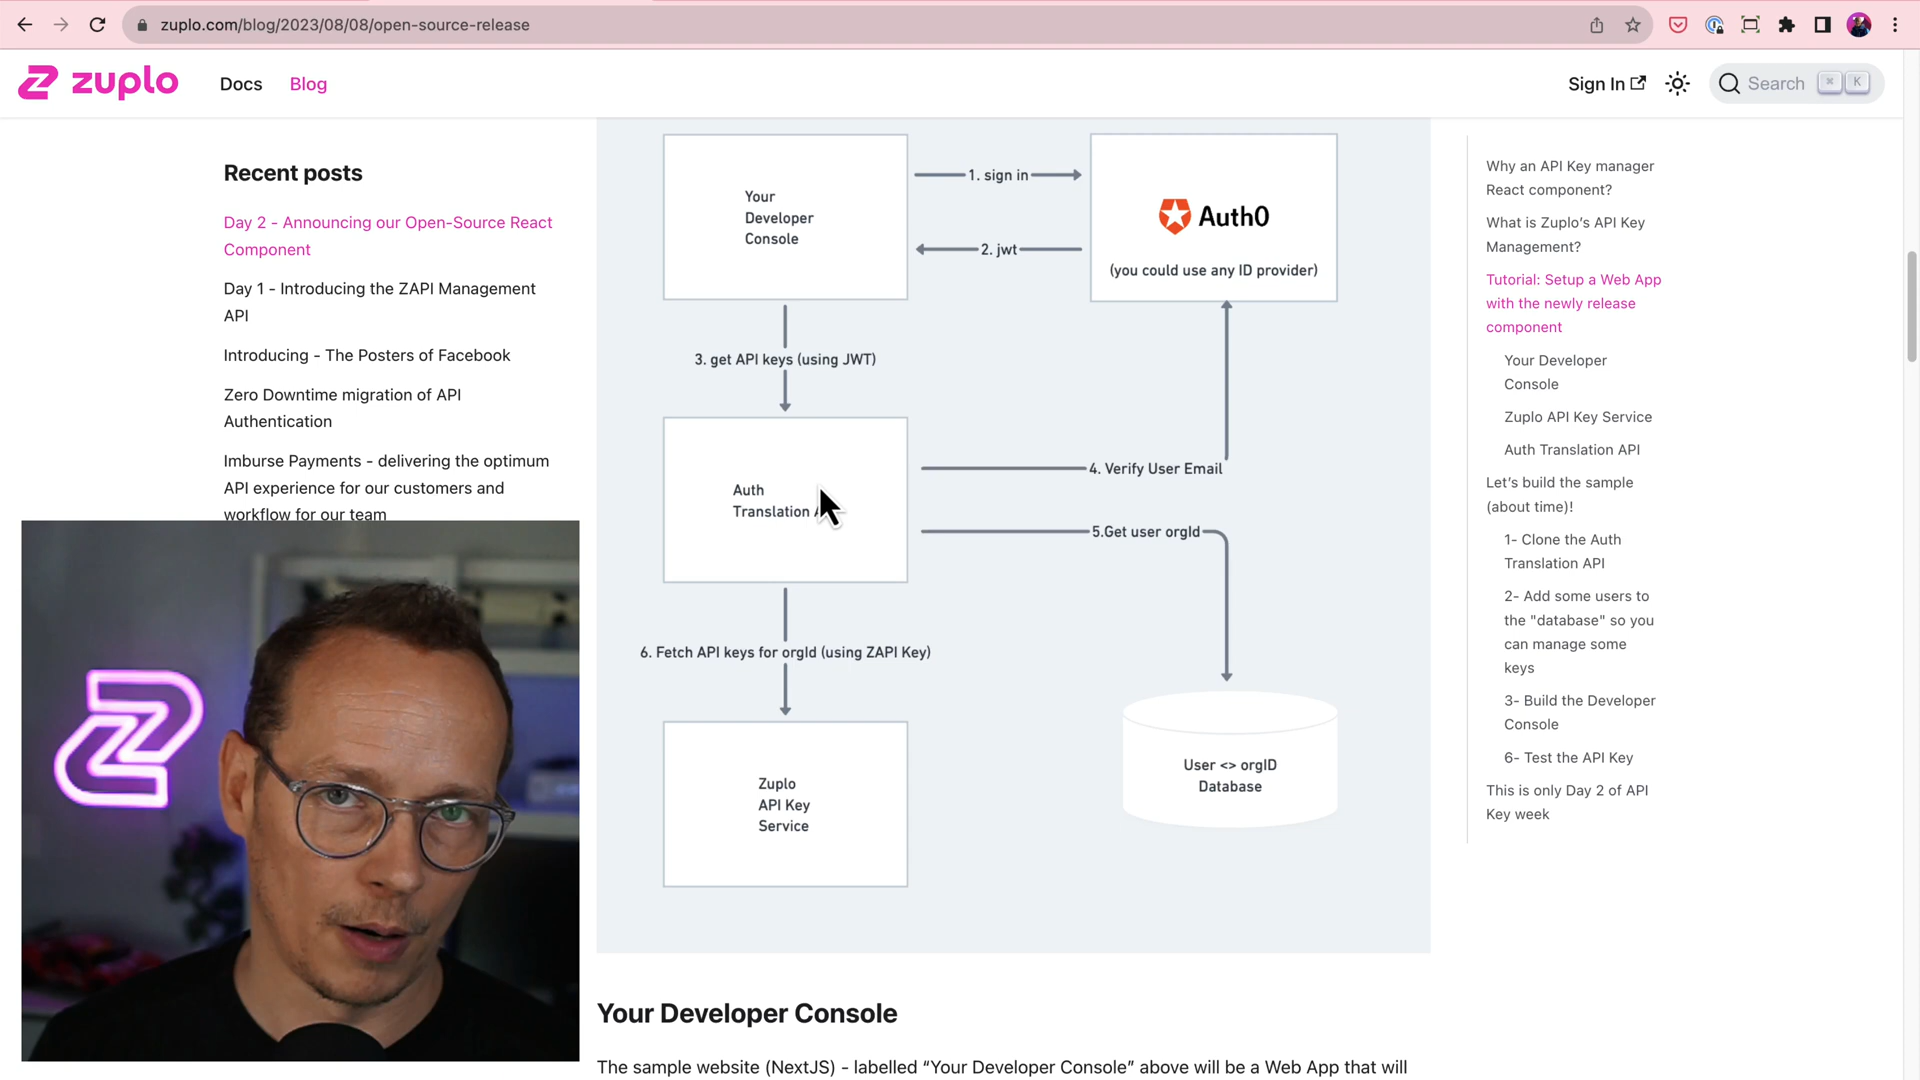 zuplo.com/blog/2023/08/08/open-source-release
zuplo
Docs
Blog
Sign In
Search
⌘
K
Recent posts
Day 2 - Announcing our Open-Source React
Component
Day 1 - Introducing the ZAPI Management
API
Introducing - The Posters of Facebook
Zero Downtime migration of API
Authentication
Imburse Payments - delivering the optimum
API experience for our customers and
workflow for our team
Your
Developer
Console
1. sign in
2. jwt
Auth0
(you could use any ID provider)
3. get API keys (using JWT)
Auth
Translation
4. Verify User Email
5.Get user orgId
6. Fetch API keys for orgId (using ZAPI Key)
Zuplo
API Key
Service
User <> orgID
Database
Your Developer Console
The sample website (NextJS) - labelled “Your Developer Console” above will be a Web App that will
Why an API Key manager
React component?
What is Zuplo’s API Key
Management?
Tutorial: Setup a Web App
with the newly release
component
Your Developer
Console
Zuplo API Key Service
Auth Translation API
Let’s build the sample
(about time)!
1- Clone the Auth
Translation API
2- Add some users to
the "database" so you
can manage some
keys
3- Build the Developer
Console
6- Test the API Key
This is only Day 2 of API
Key week